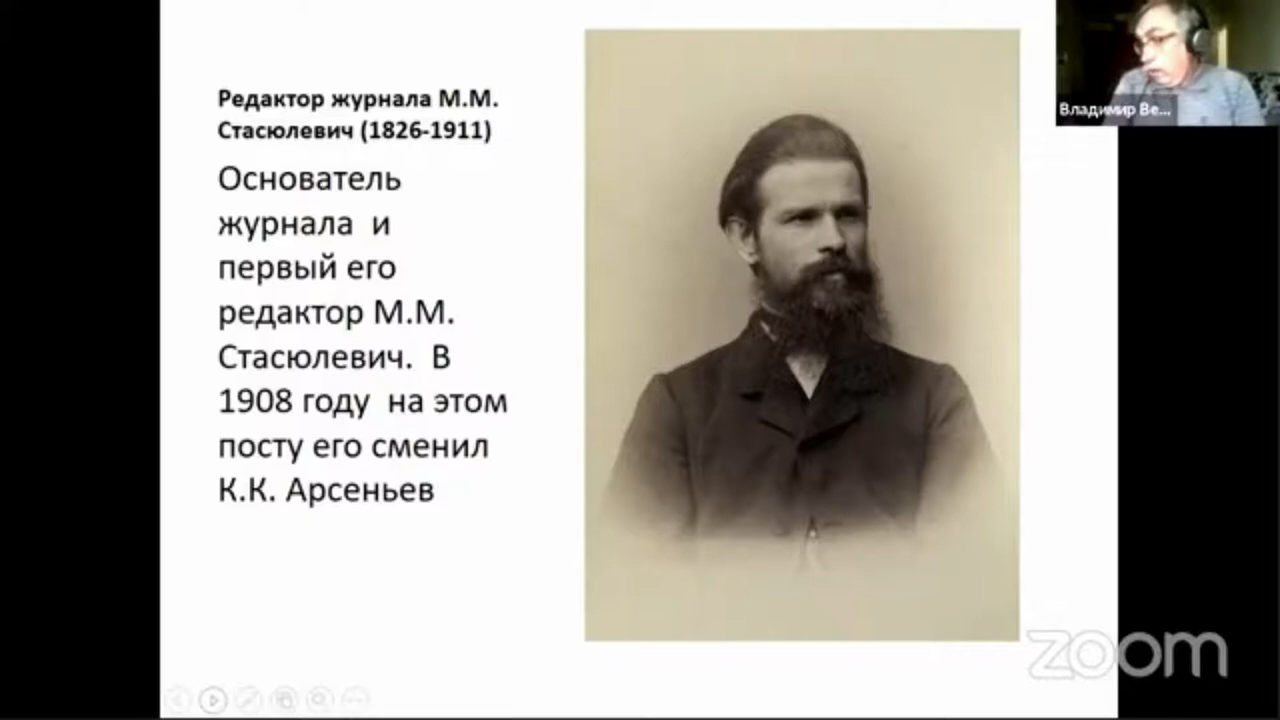 Редактор журнала М.М.
Стасюлевич (1826-1911)
Основатель
журнала и
первый его
редактор М.М.
Стасюлевич. В
1908 году на этом
посту его сменил
К.К. Арсеньев
Владимир Ве...
zoom